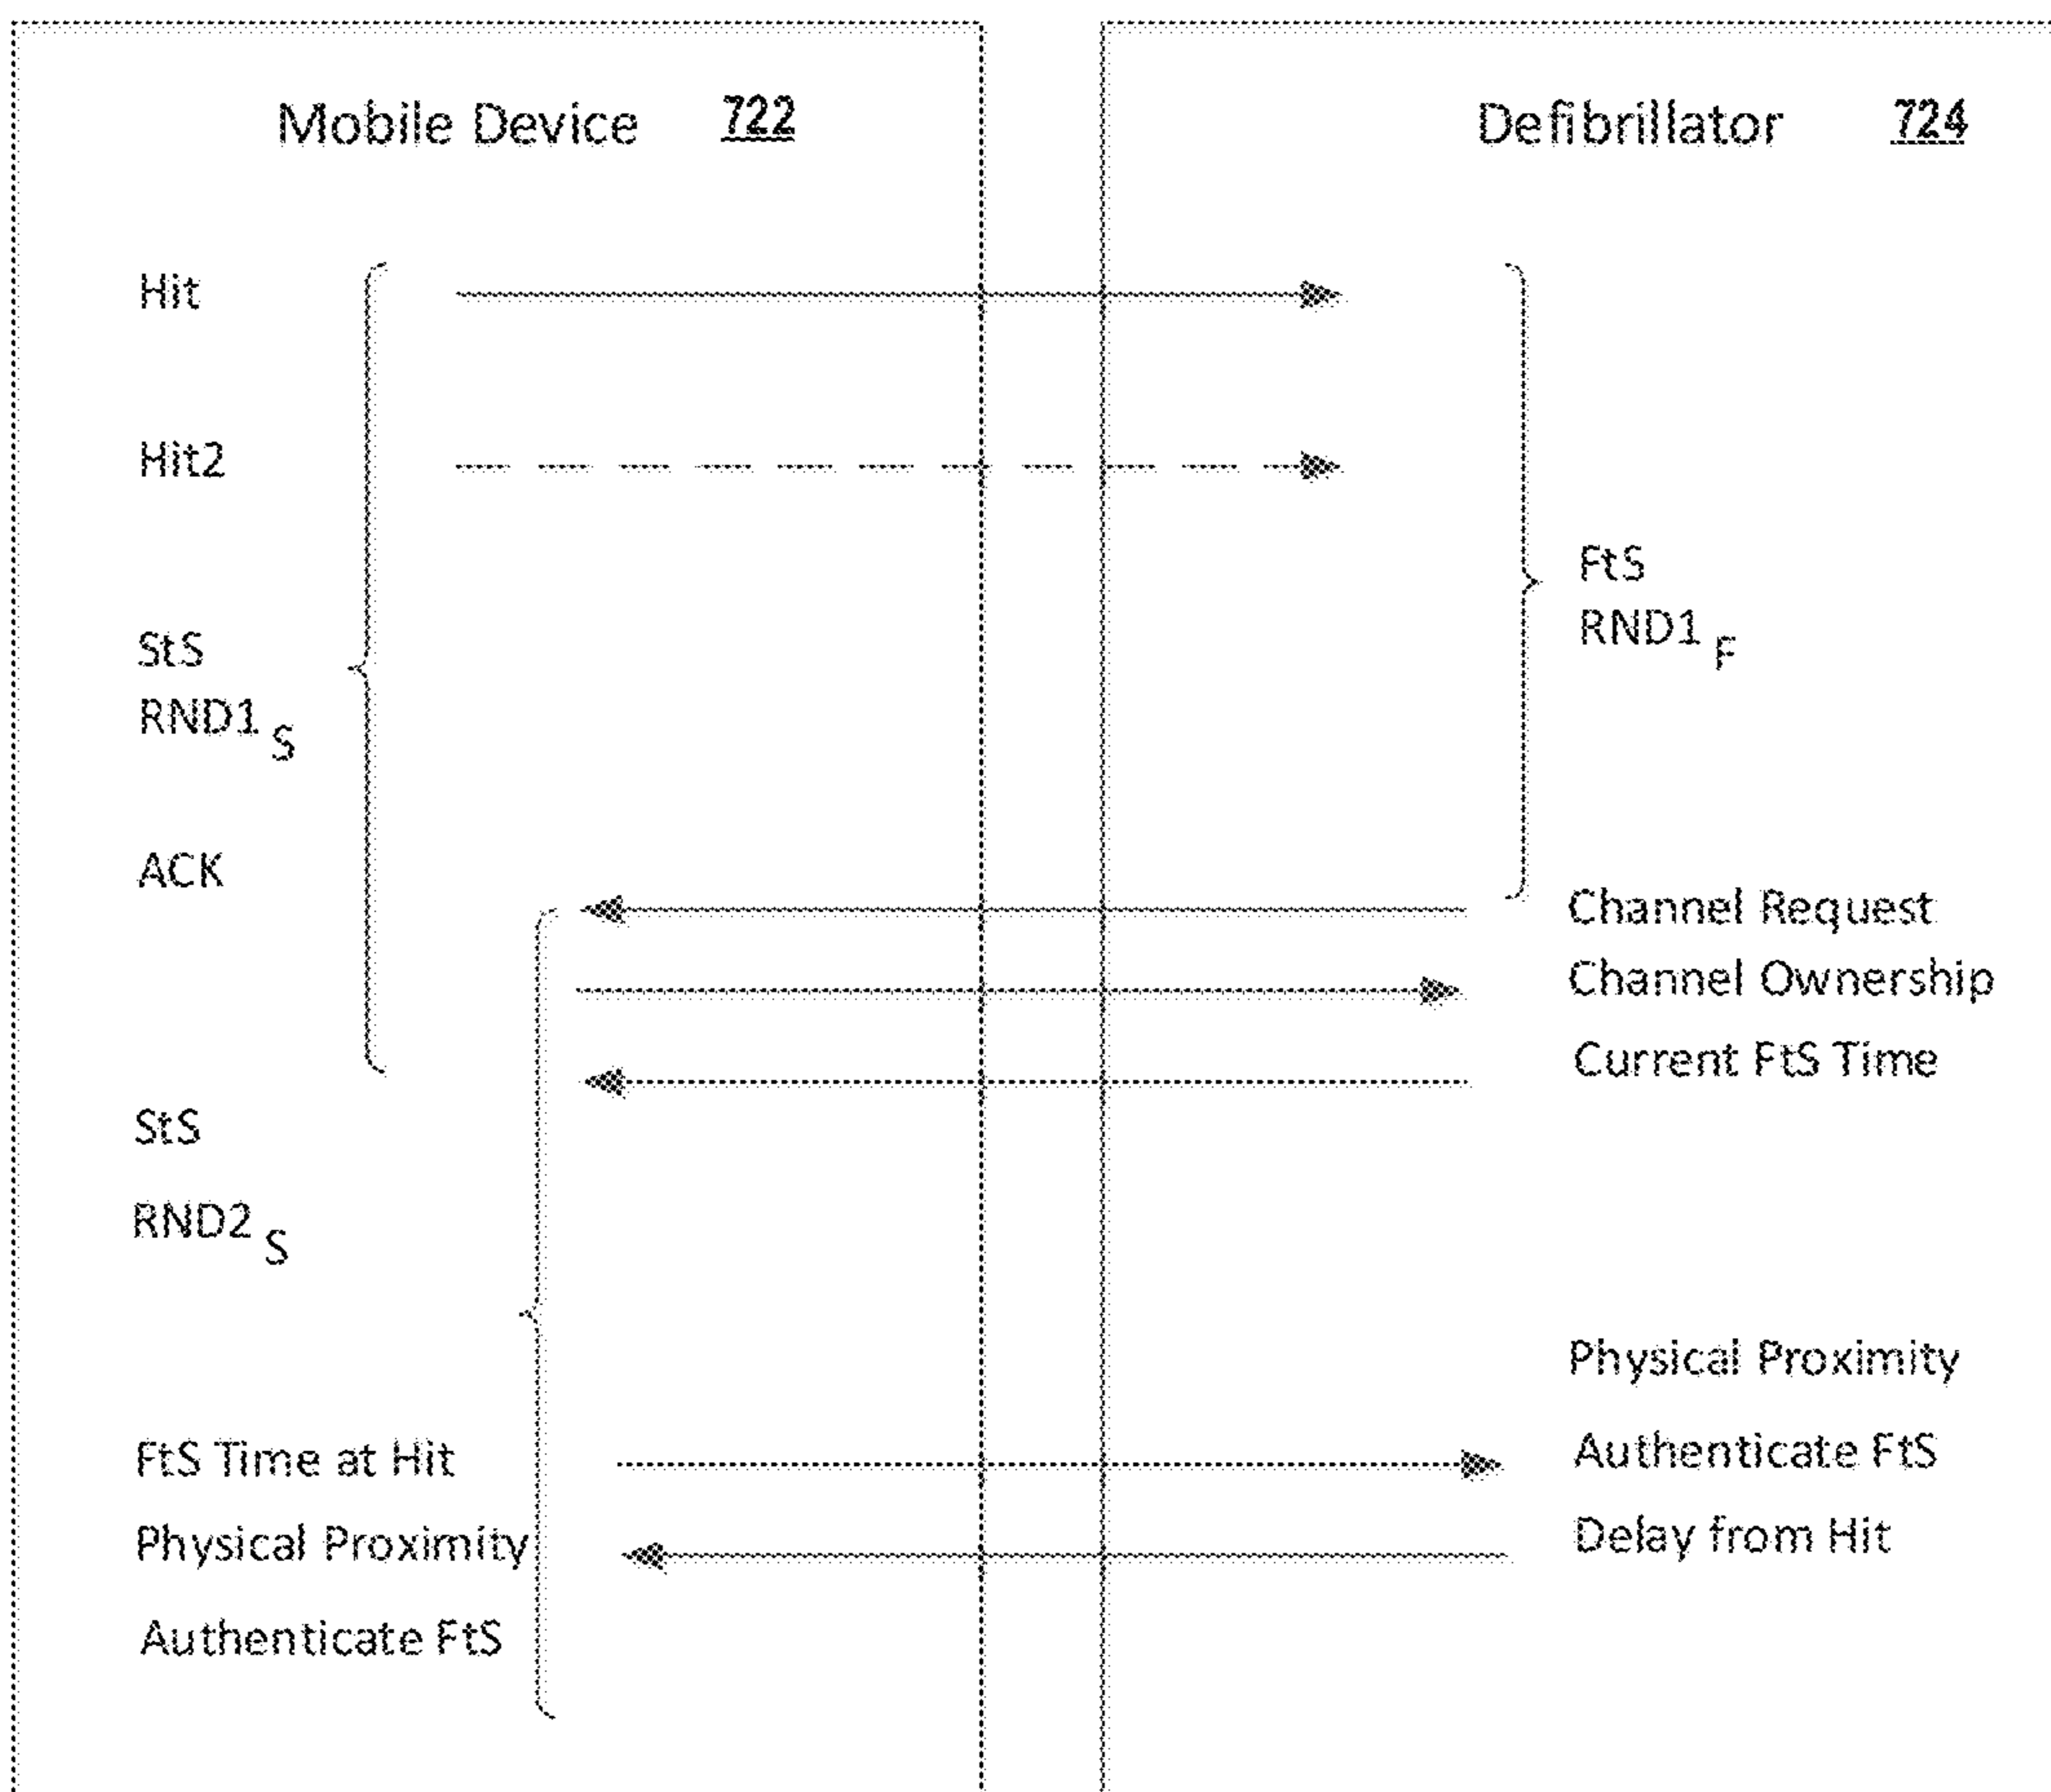 Mobile Device 722
Hit
Hit2
StS
RND1 S
ACK
StS
RND2 S
FtS Time at Hit
Physical Proximity
Authenticate FtS
Defibrillator 724
FtS
RND1 F
Channel Request
Channel Ownership
Current FtS Time
Physical Proximity
Authenticate FtS
Delay from Hit